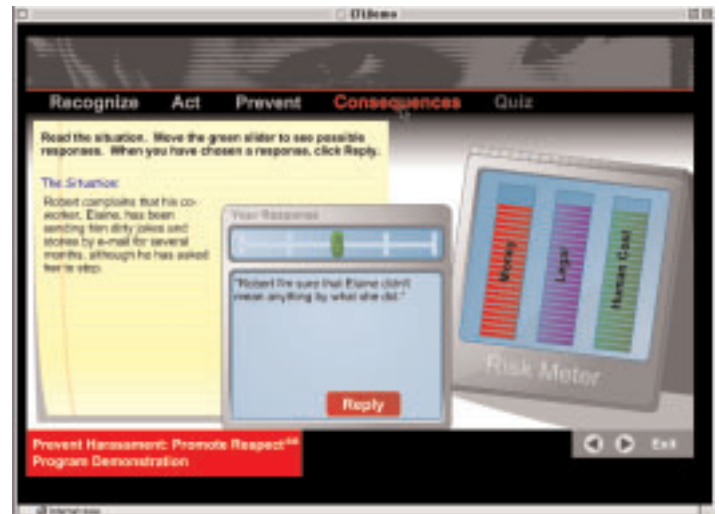 Recognize Act Prevent Consequences Quiz
Read the situation. Move the green slider to see possible
responses. When you have chosen a response, click Reply.
The Situation:
Robert complains that his co-
worker, Elaine, has been
sending him dirty jokes and
stories by e-mail for several
months, although he has asked
her to stop.
Your Response
"Robert I'm sure that Elaine didn't
mean anything by what she did."
Reply
Money
Legal
Human Cost
Risk Meter
Prevent Harassment: Promote Respect
Program Demonstration
Exit